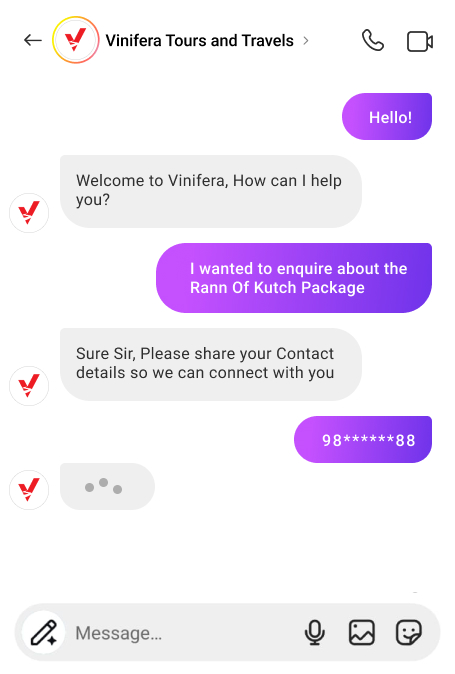 Vinifera Tours and Travels
Hello!
Welcome to Vinifera, How can I help
you?
I wanted to enquire about the
Rann Of Kutch Package
Sure Sir, Please share your Contact
details so we can connect with you
98******88
Message...